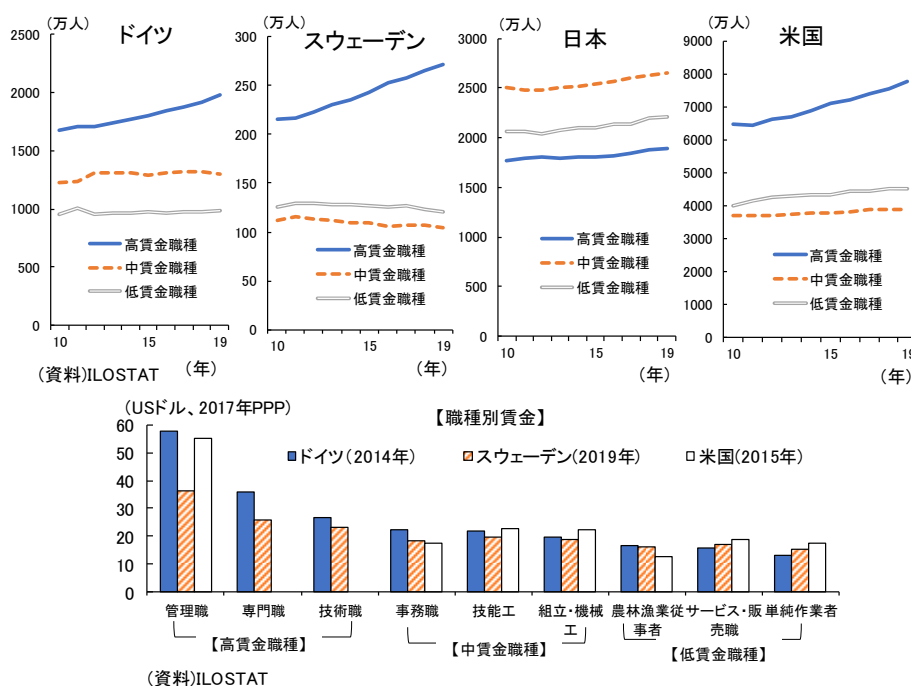 (万人)
ドイツ
2500
2000
1500
1000
500
0
高賃金職種
中賃金職種
低賃金職種
10
15
19
(年)
(資料)ILOSTAT
(万人)
スウェーデン
300
250
200
150
100
50
0
高賃金職種
中賃金職種
低賃金職種
10
15
19
(年)
(万人)
日本
3000
2500
2000
1500
1000
500
0
高賃金職種
中賃金職種
低賃金職種
10
15
19
(年)
(万人)
米国
9000
8000
7000
6000
5000
4000
3000
2000
1000
0
高賃金職種
中賃金職種
低賃金職種
10
15
19
(年)
(USドル、2017年PPP)
【職種別賃金】
60
50
40
30
20
10
0
ドイツ(2014年)
スウェーデン(2019年)
米国(2015年)
管理職
専門職
技術職
事務職
技能工
組立・機械
工
農林漁業従
事者
サービス・販
売職
単純作業者
【高賃金職種】
【中賃金職種】
【低賃金職種】
(資料)ILOSTAT